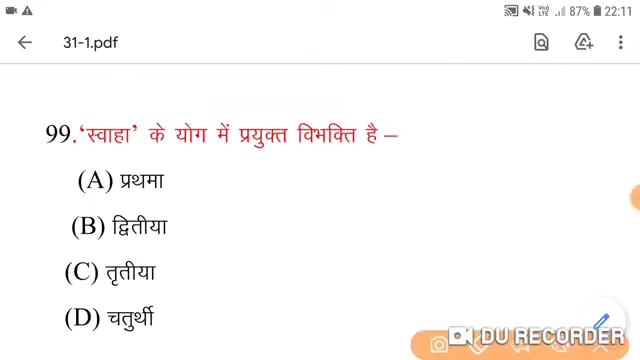 87% 22:11
31-1.pdf
99.‘स्वाहा’ के योग में प्रयुक्त विभक्ति है –
(A) प्रथमा
(B) द्वितीया
(C) तृतीया
(D) चतुर्थी
DU RECORDER